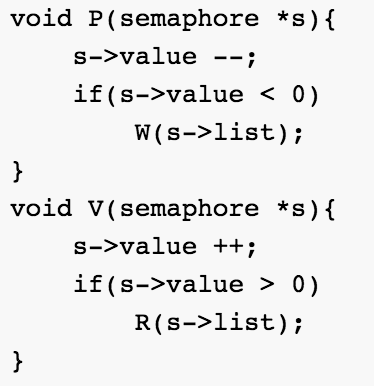 void P(semaphore *s){
    s->value --;
    if(s->value < 0)
        W(s->list);
}
void V(semaphore *s){
    s->value ++;
    if(s->value > 0)
        R(s->list);
}